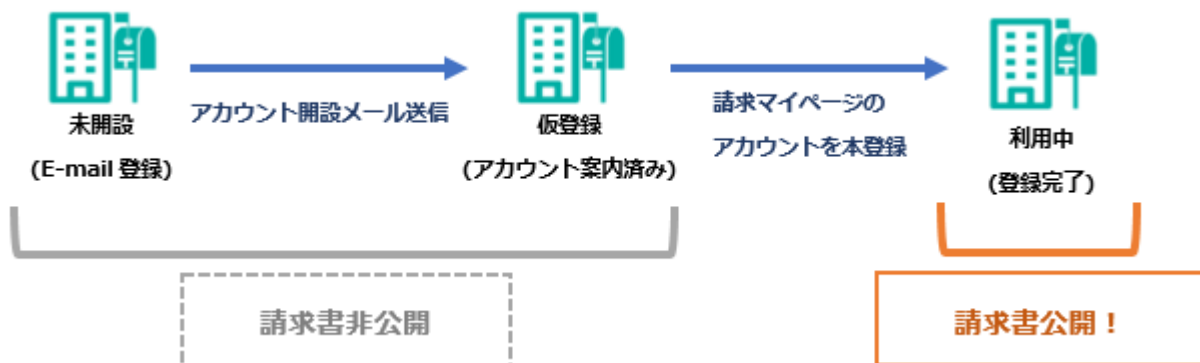 未開設
(E-mail 登録)
アカウント開設メール送信
仮登録
(アカウント案内済み)
請求マイページの
アカウントを本登録
利用中
(登録完了)
請求書非公開
請求書公開！